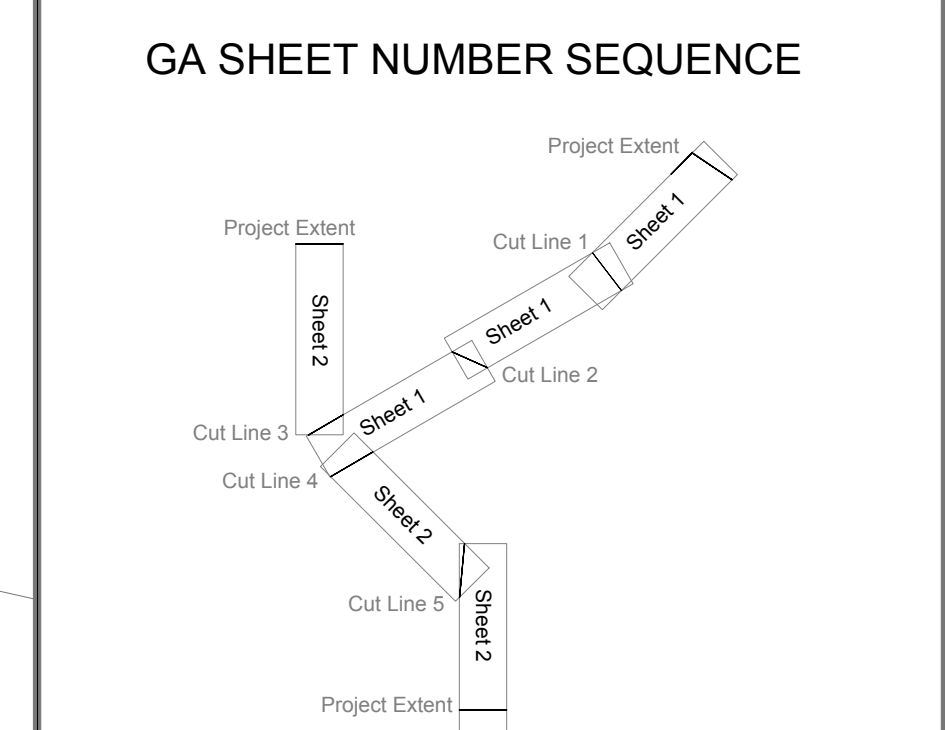 GA SHEET NUMBER SEQUENCE
Project Extent
Sheet 1
Project Extent
Cut Line 1
Sheet 2
Sheet 1
Cut Line 2
Sheet 1
Cut Line 3
Cut Line 4
Sheet 2
Cut Line 5
Sheet 2
Project Extent